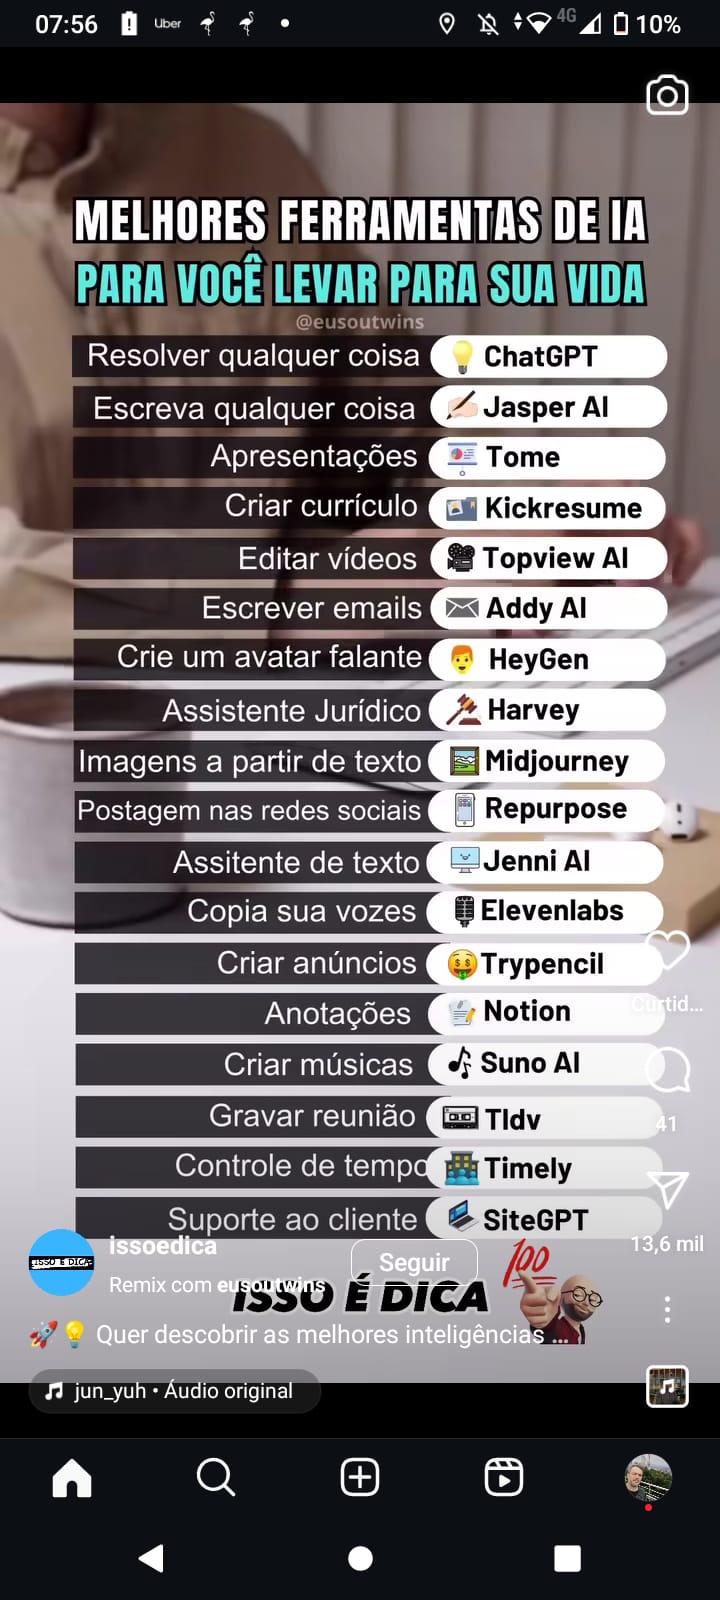 07:56 Uber 4G 10%
MELHORES FERRAMENTAS DE IA
PARA VOCÊ LEVAR PARA SUA VIDA
@eusoutwins
Resolver qualquer coisa ChatGPT
Escreva qualquer coisa Jasper AI
Apresentações Tome
Criar currículo Kickresume
Editar vídeos Topview AI
Escrever emails Addy AI
Crie um avatar falante HeyGen
Assistente Jurídico Harvey
Imagens a partir de texto Midjourney
Postagem nas redes sociais Repurpose
Assitente de texto Jenni AI
Copia sua vozes Elevenlabs
Criar anúncios Trypencil
Curtid...
Anotações Notion
Criar músicas Suno AI
Gravar reunião Tldv
41
Controle de tempo Timely
Suporte ao cliente SiteGPT
13,6 mil
issoedica Seguir
100
ISSO É DICA
Remix com eusoutwins
ISSO É DICA
🚀💡 Quer descobrir as melhores inteligências ...
jun_yuh • Áudio original